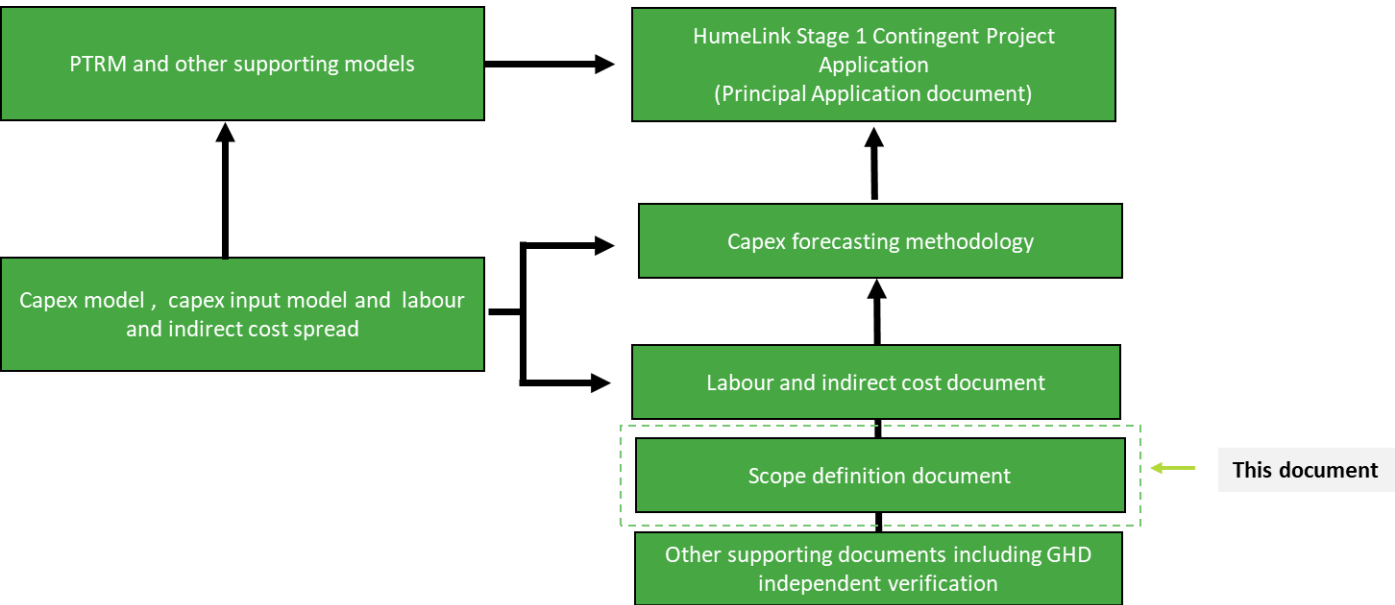 PTRM and other supporting models
HumeLink Stage 1 Contingent Project
Application
(Principal Application document)
Capex forecasting methodology
Capex model ,  capex input model and  labour
and indirect cost spread
Labour and indirect cost document
Scope definition document
This document
Other supporting documents including GHD
independent verification